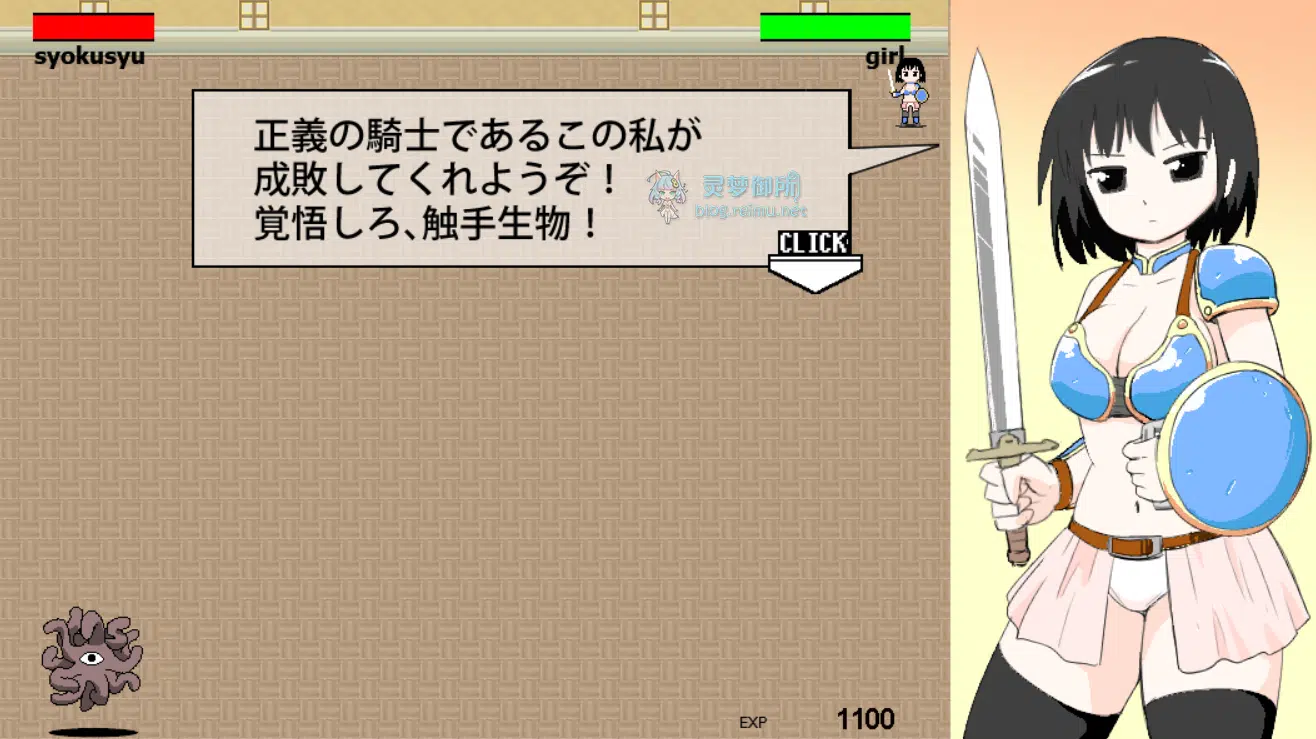 syokusyu
girl
正義の騎士であるこの私が
成敗してくれようぞ！
覚悟しろ、触手生物！
灵梦御所
blog.reimu.net
CLICK
EXP 1100